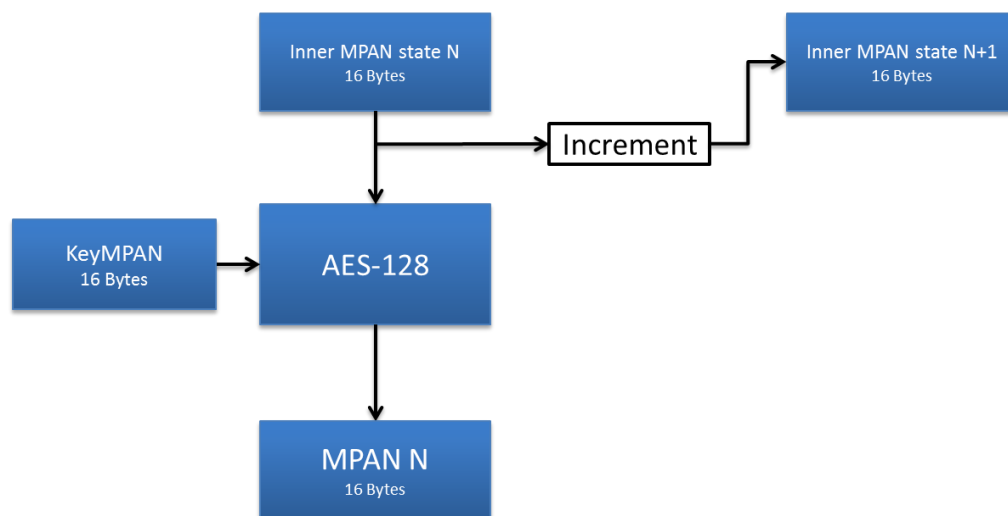 Inner MPAN state N
16 Bytes
Inner MPAN state N+1
16 Bytes
Increment
KeyMPAN
16 Bytes
AES-128
MPAN N
16 Bytes